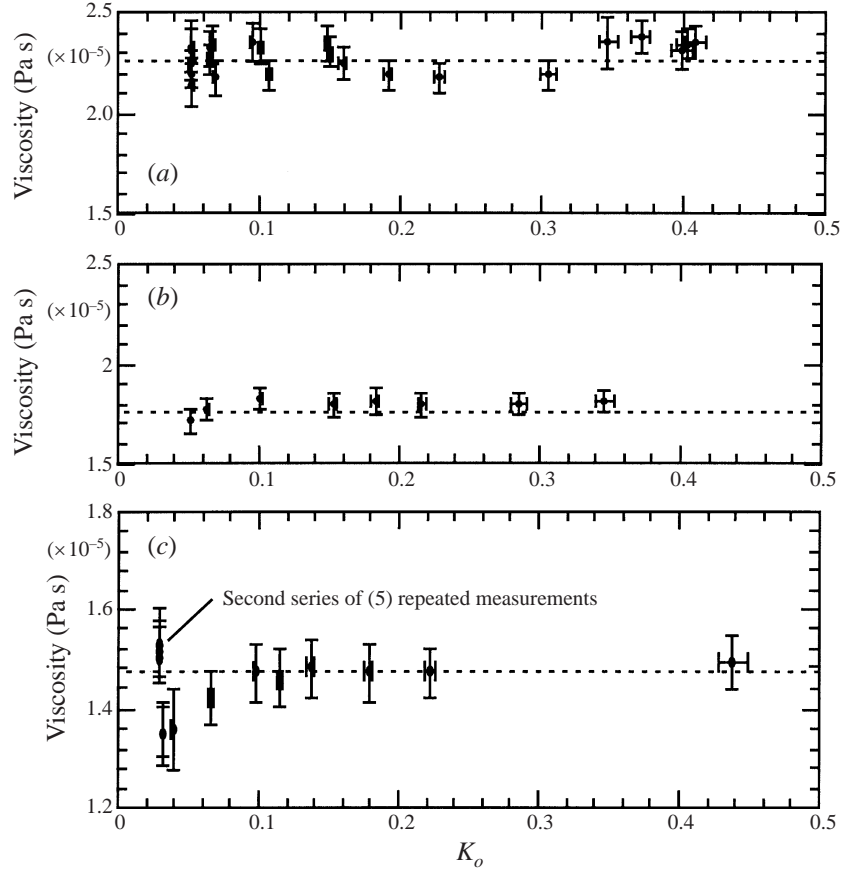 2.5
(×10⁻⁵)
2.0
1.5
Viscosity (Pa s)
(a)
0 0.1 0.2 0.3 0.4 0.5
2.5
(×10⁻⁵)
2
1.5
Viscosity (Pa s)
(b)
0 0.1 0.2 0.3 0.4 0.5
1.8
(×10⁻⁵)
1.6
1.4
1.2
Viscosity (Pa s)
(c)
Second series of (5) repeated measurements
0 0.1 0.2 0.3 0.4 0.5
Kₒ